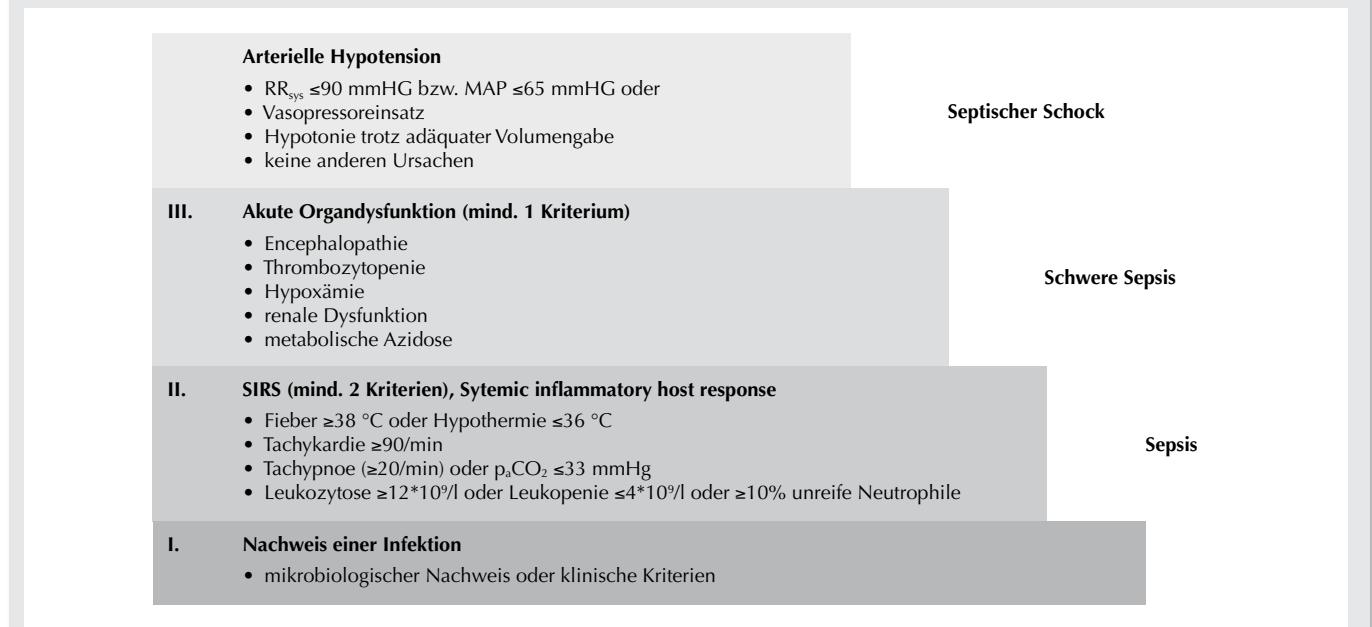 Arterielle Hypotension
• RRsys ≤90 mmHG bzw. MAP ≤65 mmHG oder
• Vasopressoreinsatz
• Hypotonie trotz adäquater Volumengabe
• keine anderen Ursachen
Septischer Schock
III. Akute Organdysfunktion (mind. 1 Kriterium)
• Encephalopathie
• Thrombozytopenie
• Hypoxämie
• renale Dysfunktion
• metabolische Azidose
Schwere Sepsis
II. SIRS (mind. 2 Kriterien), Sytemic inflammatory host response
• Fieber ≥38 °C oder Hypothermie ≤36 °C
• Tachykardie ≥90/min
• Tachypnoe (≥20/min) oder paCO₂ ≤33 mmHg
• Leukozytose ≥12*10⁹/l oder Leukopenie ≤4*10⁹/l oder ≥10% unreife Neutrophile
Sepsis
I. Nachweis einer Infektion
• mikrobiologischer Nachweis oder klinische Kriterien